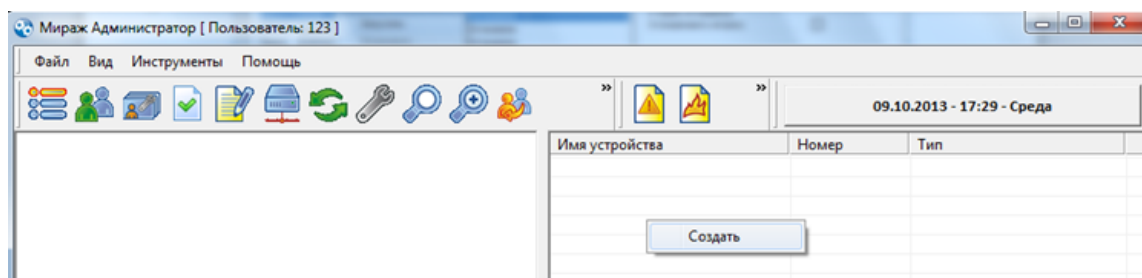 Мираж Администратор [ Пользователь: 123 ]
Файл Вид Инструменты Помощь
» » 09.10.2013 - 17:29 - Среда
Имя устройства Номер Тип
Создать